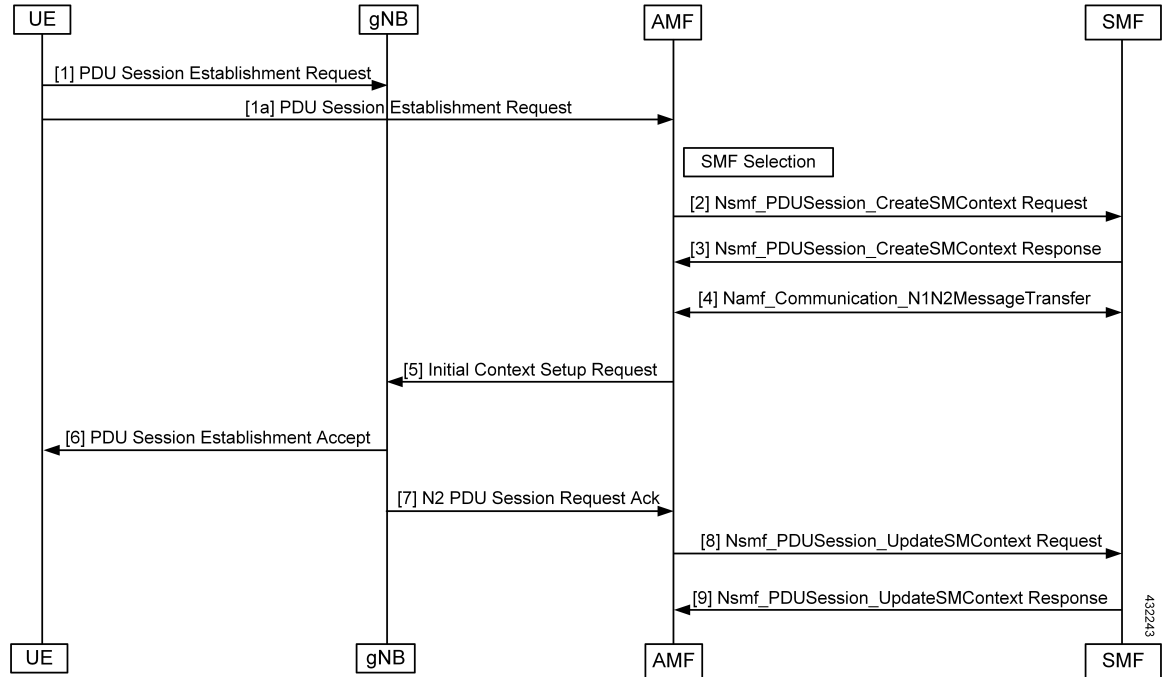 UE
gNB
AMF
SMF
[1] PDU Session Establishment Request
[1a] PDU Session Establishment Request
SMF Selection
[2] Nsmf_PDUSession_CreateSMContext Request
[3] Nsmf_PDUSession_CreateSMContext Response
[4] Namf_Communication_N1N2MessageTransfer
[5] Initial Context Setup Request
[6] PDU Session Establishment Accept
[7] N2 PDU Session Request Ack
[8] Nsmf_PDUSession_UpdateSMContext Request
[9] Nsmf_PDUSession_UpdateSMContext Response
432243
UE
gNB
AMF
SMF